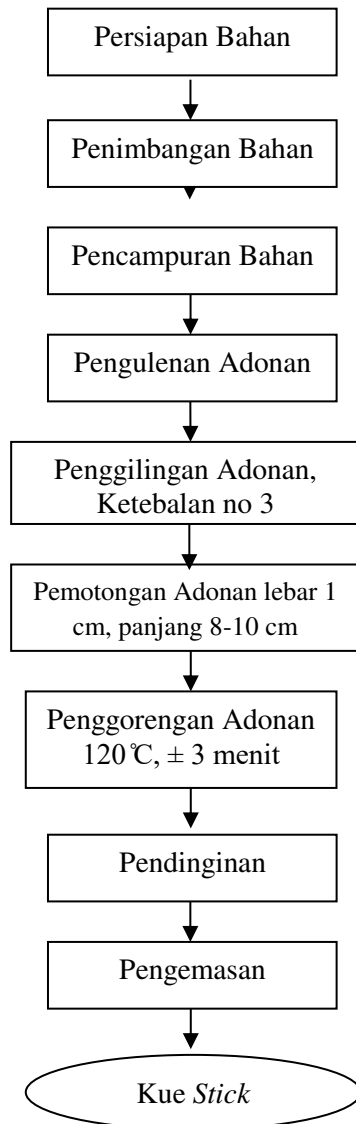 Persiapan Bahan
Penimbangan Bahan
Pencampuran Bahan
Pengulenan Adonan
Penggilingan Adonan,
Ketebalan no 3
Pemotongan Adonan lebar 1
cm, panjang 8-10 cm
Penggorengan Adonan
120 ̊C, ± 3 menit
Pendinginan
Pengemasan
Kue Stick